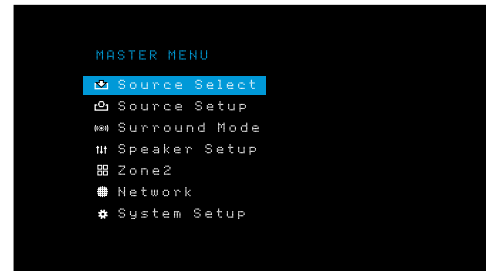 MASTER MENU
Source Select
Source Setup
Surround Mode
Speaker Setup
Zone2
Network
System Setup